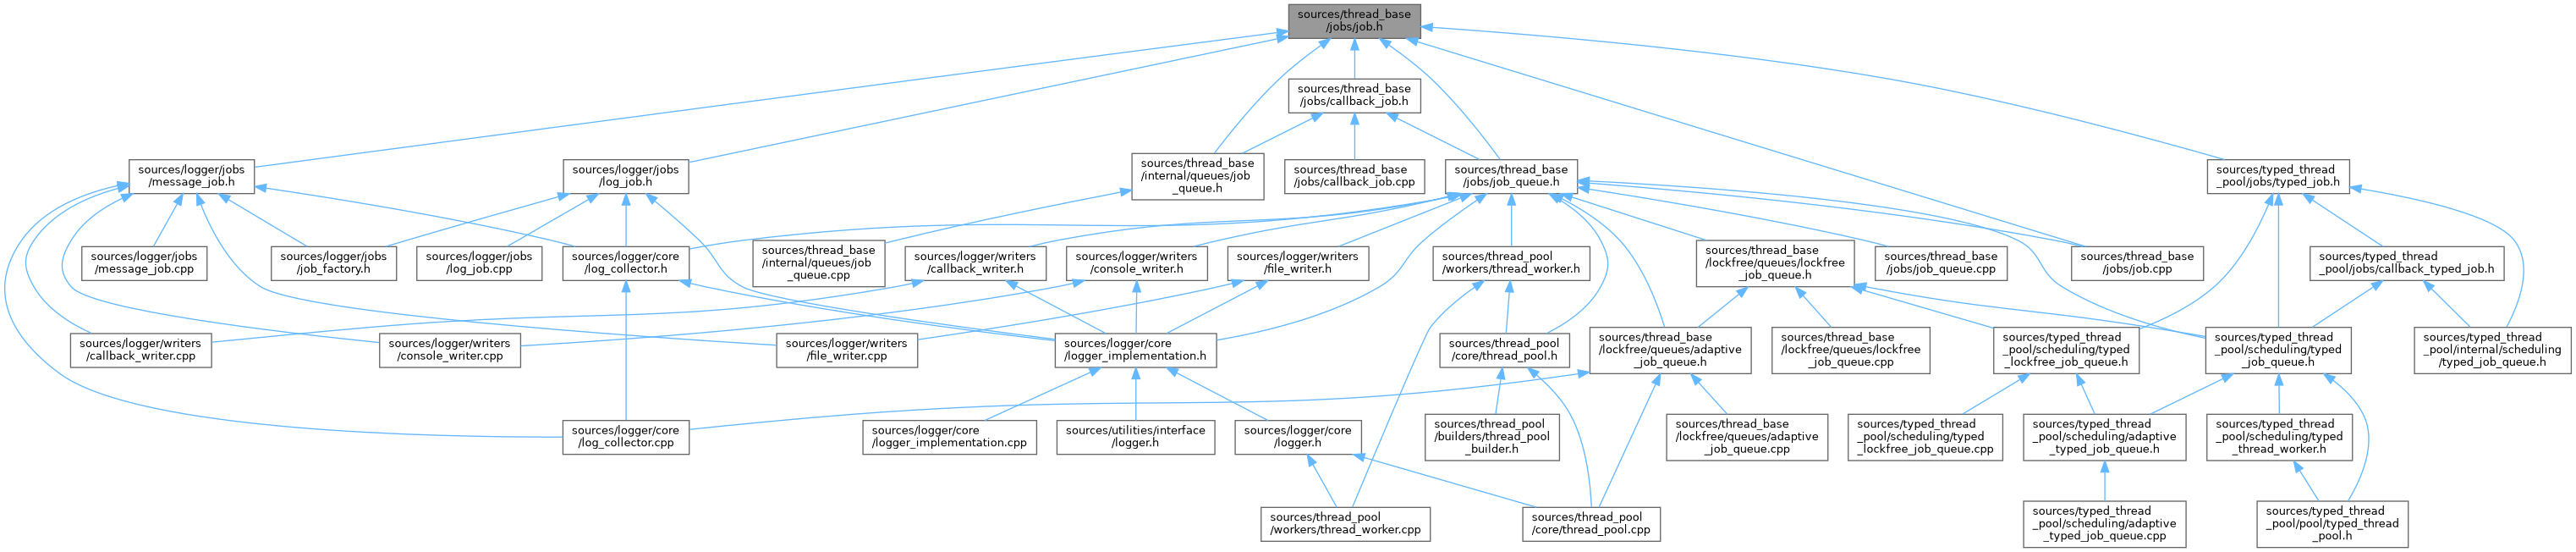 sources/thread_base
/jobs/job.h
sources/thread_base
/jobs/callback_job.h
sources/logger/jobs
/message_job.h
sources/logger/jobs
/log_job.h
sources/thread_base
/internal/queues/job
_queue.h
sources/thread_base
/jobs/callback_job.cpp
sources/thread_base
/jobs/job_queue.h
sources/typed_thread
_pool/jobs/typed_job.h
sources/logger/jobs
/message_job.cpp
sources/logger/jobs
/job_factory.h
sources/logger/jobs
/log_job.cpp
sources/logger/core
/log_collector.h
sources/thread_base
/internal/queues/job
_queue.cpp
sources/logger/writers
/callback_writer.h
sources/logger/writers
/console_writer.h
sources/logger/writers
/file_writer.h
sources/thread_pool
/workers/thread_worker.h
sources/thread_base
/lockfree/queues/lockfree
_job_queue.h
sources/thread_base
/jobs/job_queue.cpp
sources/thread_base
/jobs/job.cpp
sources/typed_thread
_pool/jobs/callback_typed_job.h
sources/logger/writers
/callback_writer.cpp
sources/logger/writers
/console_writer.cpp
sources/logger/writers
/file_writer.cpp
sources/logger/core
/logger_implementation.h
sources/thread_pool
/core/thread_pool.h
sources/thread_base
/lockfree/queues/adaptive
_job_queue.h
sources/thread_base
/lockfree/queues/lockfree
_job_queue.cpp
sources/typed_thread
_pool/scheduling/typed
_lockfree_job_queue.h
sources/typed_thread
_pool/scheduling/typed
_job_queue.h
sources/typed_thread
_pool/internal/scheduling
/typed_job_queue.h
sources/logger/core
/log_collector.cpp
sources/logger/core
/logger_implementation.cpp
sources/utilities/interface
/logger.h
sources/logger/core
/logger.h
sources/thread_pool
/builders/thread_pool
_builder.h
sources/thread_base
/lockfree/queues/adaptive
_job_queue.cpp
sources/typed_thread
_pool/scheduling/typed
_lockfree_job_queue.cpp
sources/typed_thread
_pool/scheduling/adaptive
_typed_job_queue.h
sources/typed_thread
_pool/scheduling/typed
_thread_worker.h
sources/thread_pool
/workers/thread_worker.cpp
sources/thread_pool
/core/thread_pool.cpp
sources/typed_thread
_pool/scheduling/adaptive
_typed_job_queue.cpp
sources/typed_thread
_pool/pool/typed_thread
_pool.h